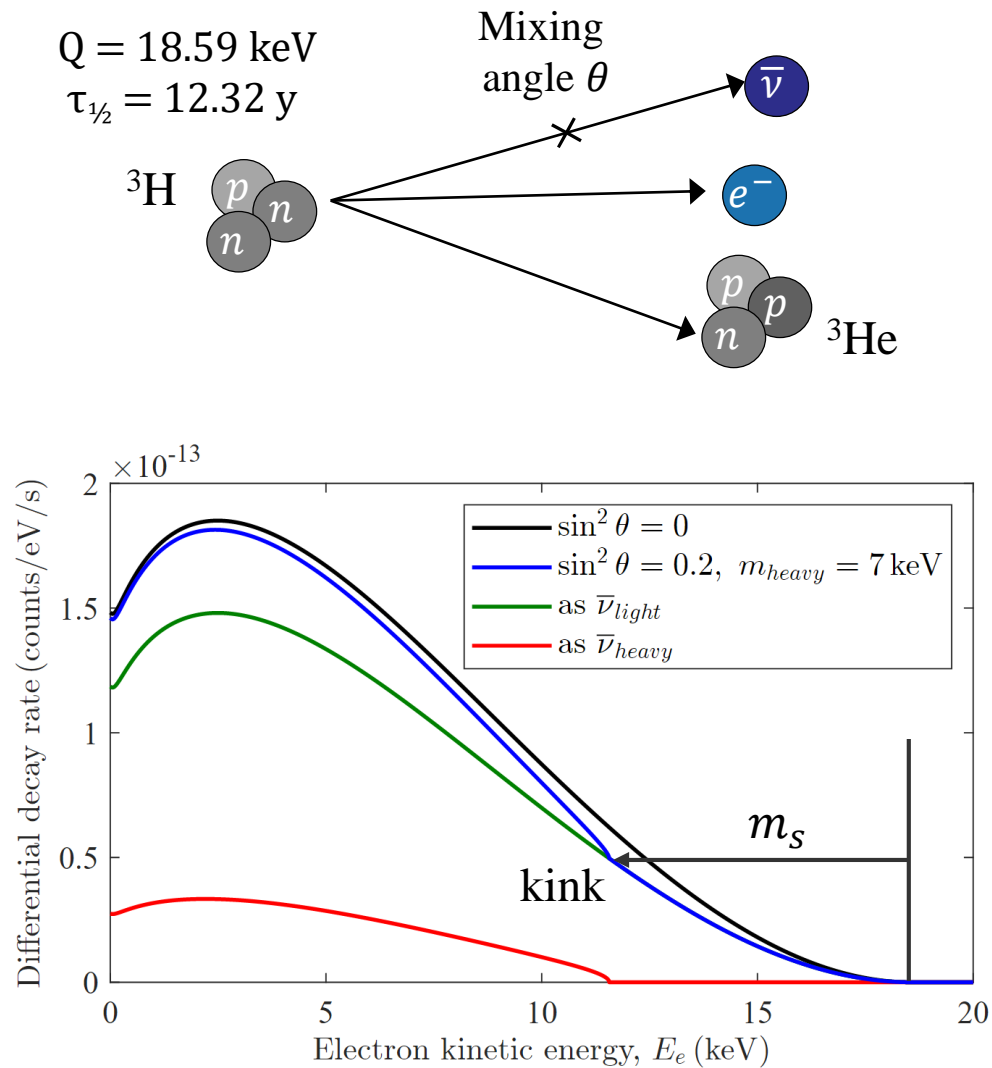 Q = 18.59 keV
τ½ = 12.32 y
Mixing
angle θ
ν̅
³H
p
n
n
e⁻
p
p
n
³He
×10⁻¹³
2
1.5
1
0.5
0
Differential decay rate (counts/eV/s)
sin² θ = 0
sin² θ = 0.2, m_heavy = 7 keV
as ν̅_light
as ν̅_heavy
m_s
kink
0 5 10 15 20
Electron kinetic energy, E_e (keV)